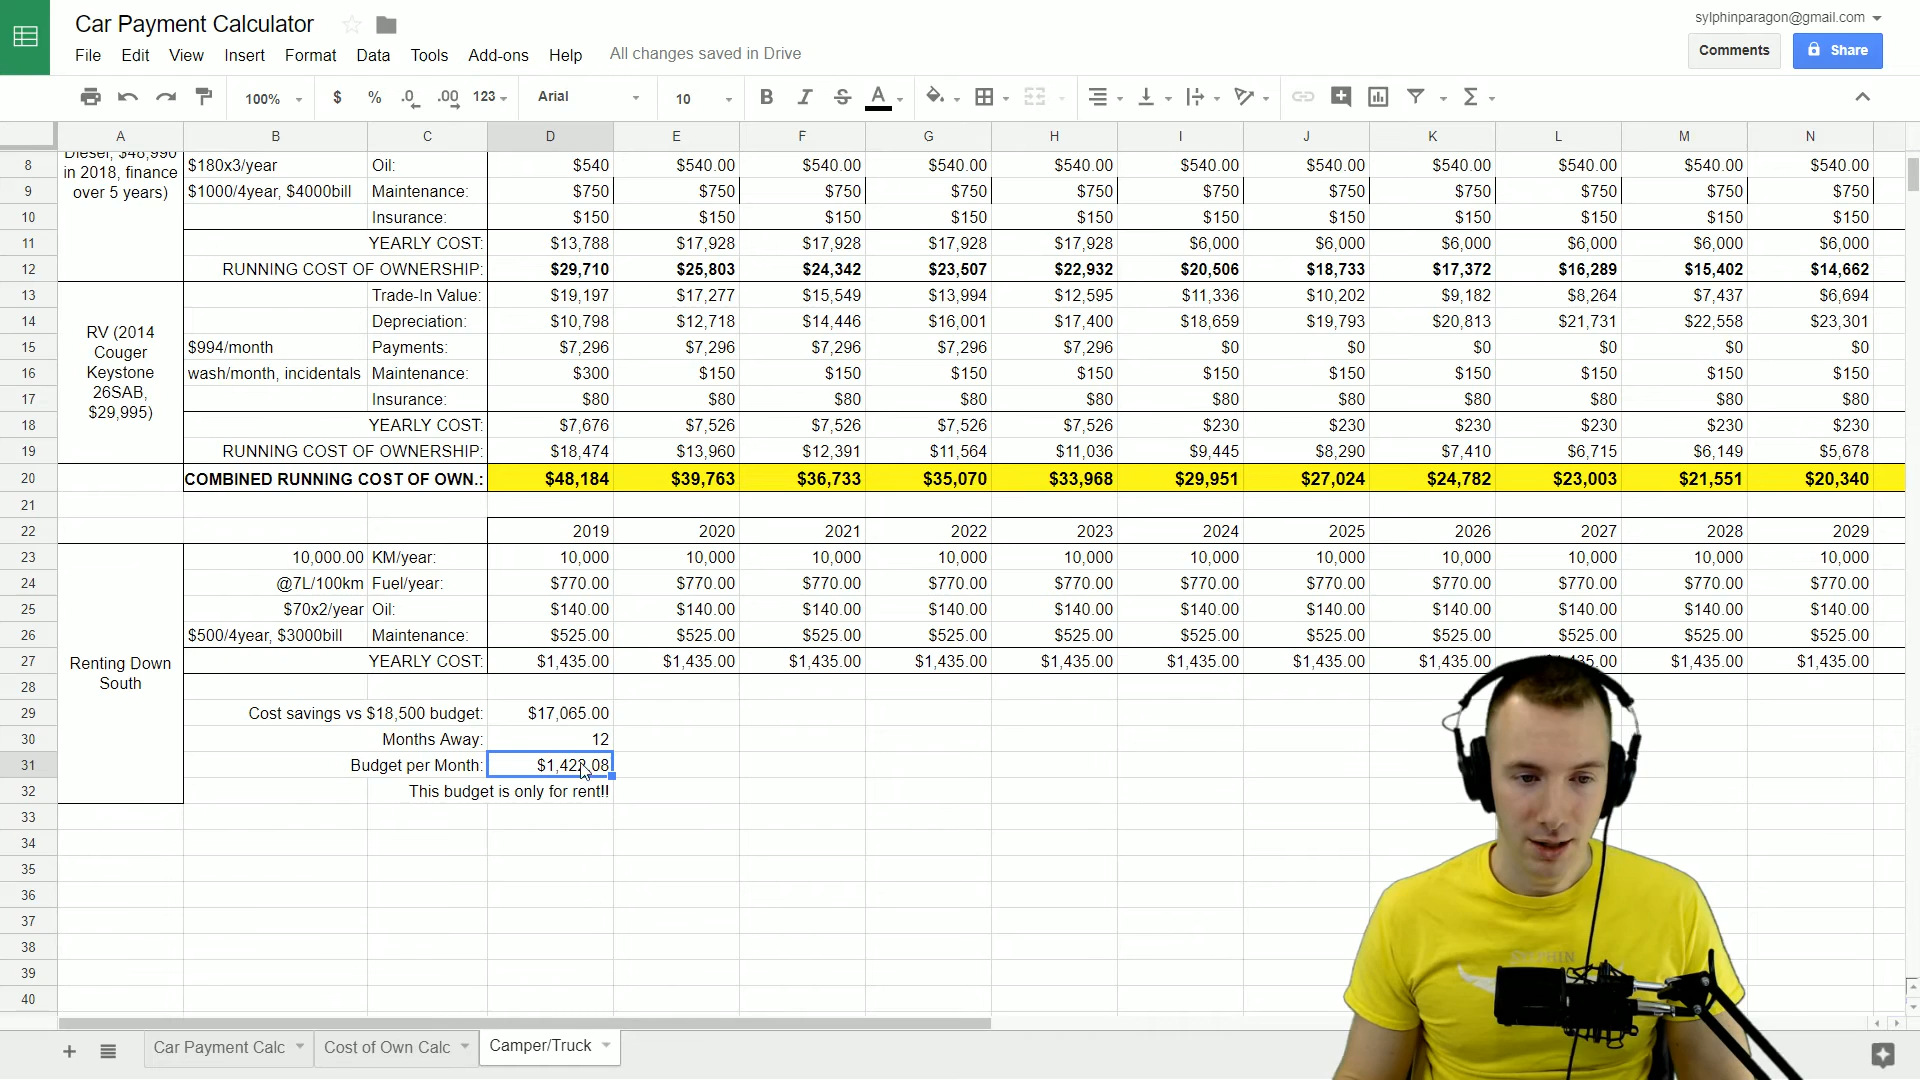 Car Payment Calculator
sylphinparagon@gmail.com
File Edit View Insert Format Data Tools Add-ons Help All changes saved in Drive
Comments Share
100% $ % .0 .00 123 Arial 10 B I S A Σ
A B C D E F G H I J K L M N
Diesel, $48,990 in 2018, finance over 5 years)
8 $180x3/year Oil: $540 $540.00 $540.00 $540.00 $540.00 $540.00 $540.00 $540.00 $540.00 $540.00 $540.00
9 $1000/4year, $4000bill Maintenance: $750 $750 $750 $750 $750 $750 $750 $750 $750 $750 $750
10 Insurance: $150 $150 $150 $150 $150 $150 $150 $150 $150 $150 $150
11 YEARLY COST: $13,788 $17,928 $17,928 $17,928 $17,928 $6,000 $6,000 $6,000 $6,000 $6,000 $6,000
12 RUNNING COST OF OWNERSHIP: $29,710 $25,803 $24,342 $23,507 $22,932 $20,506 $18,733 $17,372 $16,289 $15,402 $14,662
RV (2014 Couger Keystone 26SAB, $29,995)
13 Trade-In Value: $19,197 $17,277 $15,549 $13,994 $12,595 $11,336 $10,202 $9,182 $8,264 $7,437 $6,694
14 Depreciation: $10,798 $12,718 $14,446 $16,001 $17,400 $18,659 $19,793 $20,813 $21,731 $22,558 $23,301
15 $994/month Payments: $7,296 $7,296 $7,296 $7,296 $7,296 $0 $0 $0 $0 $0 $0
16 wash/month, incidentals Maintenance: $300 $150 $150 $150 $150 $150 $150 $150 $150 $150 $150
17 Insurance: $80 $80 $80 $80 $80 $80 $80 $80 $80 $80 $80
18 YEARLY COST: $7,676 $7,526 $7,526 $7,526 $7,526 $230 $230 $230 $230 $230 $230
19 RUNNING COST OF OWNERSHIP: $18,474 $13,960 $12,391 $11,564 $11,036 $9,445 $8,290 $7,410 $6,715 $6,149 $5,678
20 COMBINED RUNNING COST OF OWN.: $48,184 $39,763 $36,733 $35,070 $33,968 $29,951 $27,024 $24,782 $23,003 $21,551 $20,340
21
22 2019 2020 2021 2022 2023 2024 2025 2026 2027 2028 2029
Renting Down South
23 10,000.00 KM/year: 10,000 10,000 10,000 10,000 10,000 10,000 10,000 10,000 10,000 10,000 10,000
24 @7L/100km Fuel/year: $770.00 $770.00 $770.00 $770.00 $770.00 $770.00 $770.00 $770.00 $770.00 $770.00 $770.00
25 $70x2/year Oil: $140.00 $140.00 $140.00 $140.00 $140.00 $140.00 $140.00 $140.00 $140.00 $140.00 $140.00
26 $500/4year, $3000bill Maintenance: $525.00 $525.00 $525.00 $525.00 $525.00 $525.00 $525.00 $525.00 $525.00 $525.00 $525.00
27 YEARLY COST: $1,435.00 $1,435.00 $1,435.00 $1,435.00 $1,435.00 $1,435.00 $1,435.00 $1,435.00 $1,435.00 $1,435.00
28
29 Cost savings vs $18,500 budget: $17,065.00
30 Months Away: 12
31 Budget per Month: $1,422.08
32 This budget is only for rent!!
33
34
35
36
37
38
39
40
Car Payment Calc Cost of Own Calc Camper/Truck